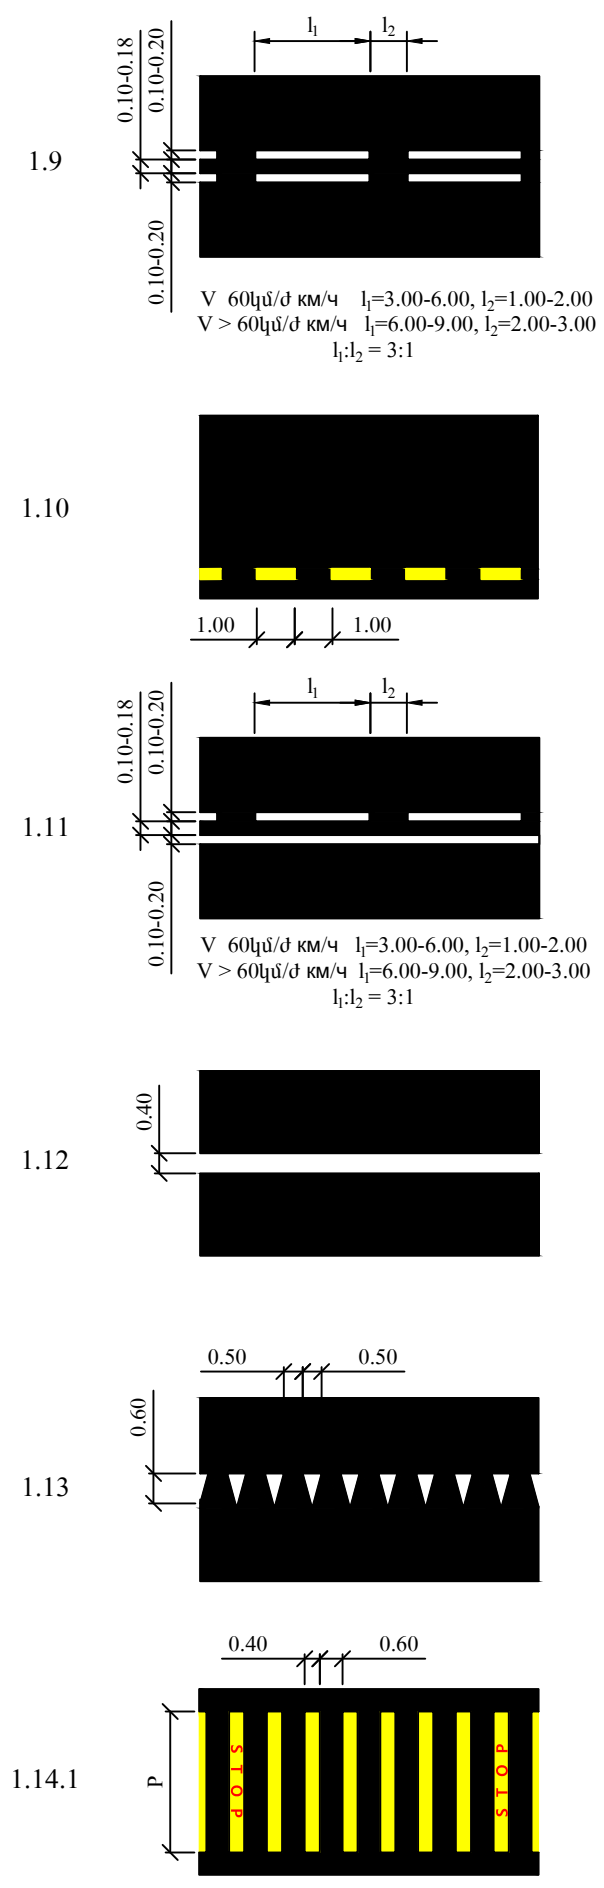 l₁ l₂
0.10-0.18
0.10-0.20
1.9
0.10-0.20
V 60կմ/ժ км/ч l₁=3.00-6.00, l₂=1.00-2.00
V > 60կմ/ժ км/ч l₁=6.00-9.00, l₂=2.00-3.00
l₁:l₂ = 3:1
1.10
1.00 1.00
l₁ l₂
0.10-0.18
0.10-0.20
1.11
0.10-0.20
V 60կմ/ժ км/ч l₁=3.00-6.00, l₂=1.00-2.00
V > 60կմ/ժ км/ч l₁=6.00-9.00, l₂=2.00-3.00
l₁:l₂ = 3:1
0.40
1.12
0.50 0.50
0.60
1.13
0.40 0.60
1.14.1
P
STOP
STOP